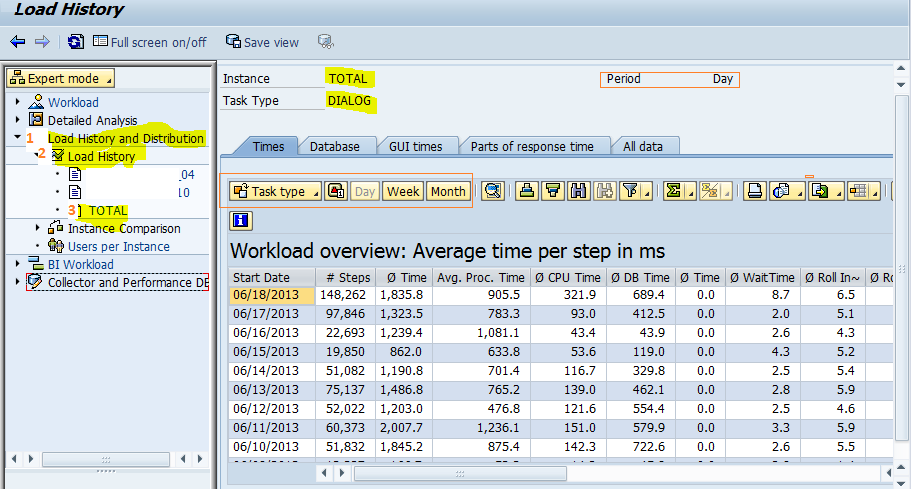 Load History
Full screen on/off Save view
Expert mode
Workload
Detailed Analysis
1 Load History and Distribution
2 Load History
_04
10
3 TOTAL
Instance Comparison
Users per Instance
BI Workload
Collector and Performance DB
Instance TOTAL Period Day
Task Type DIALOG
Times Database GUI times Parts of response time All data
Task type Day Week Month
Workload overview: Average time per step in ms
Start Date # Steps Ø Time Avg. Proc. Time Ø CPU Time Ø DB Time Ø Time Ø WaitTime Ø Roll In~ Ø Ro
06/18/2013 148,262 1,835.8 905.5 321.9 689.4 0.0 8.7 6.5
06/17/2013 97,846 1,323.5 783.3 93.0 412.5 0.0 2.0 5.1
06/16/2013 22,693 1,239.4 1,081.1 43.4 43.9 0.0 2.6 4.3
06/15/2013 19,850 862.0 633.8 53.6 119.0 0.0 4.3 5.2
06/14/2013 51,082 1,190.8 701.4 116.7 329.8 0.0 2.5 5.4
06/13/2013 75,137 1,486.8 765.2 139.0 462.1 0.0 2.8 5.9
06/12/2013 52,022 1,203.0 476.8 121.6 554.4 0.0 2.5 4.6
06/11/2013 60,373 2,007.7 1,236.1 151.0 579.9 0.0 3.3 5.9
06/10/2013 51,832 1,845.2 875.4 142.3 722.6 0.0 2.6 5.5